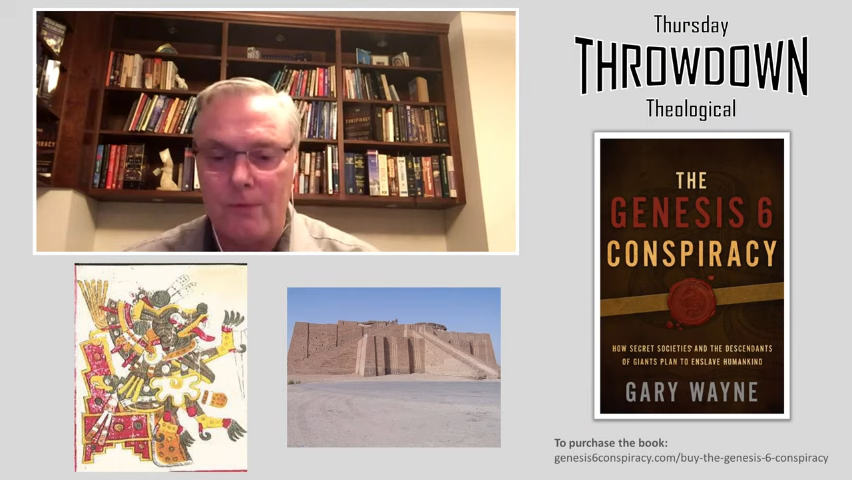 Thursday
THROWDOWN
Theological
THE
GENESIS 6
CONSPIRACY
HOW SECRET SOCIETIES AND THE DESCENDANTS
OF GIANTS PLAN TO ENSLAVE HUMANKIND
GARY WAYNE
To purchase the book:
genesis6conspiracy.com/buy-the-genesis-6-conspiracy